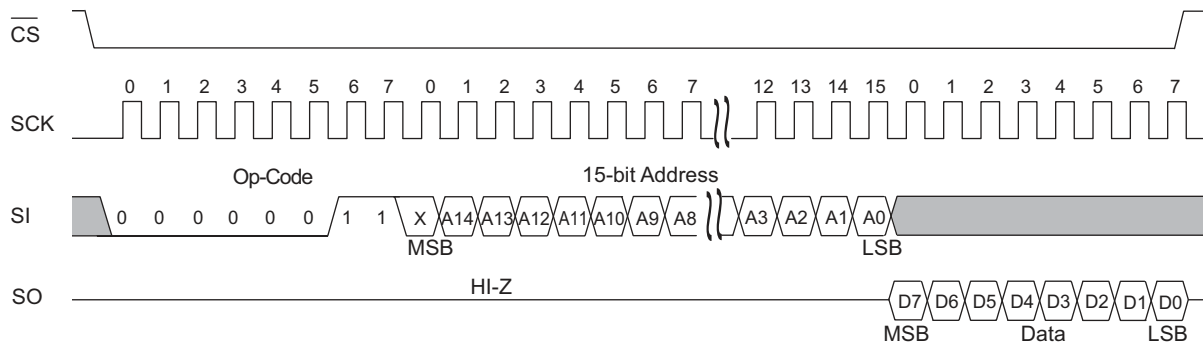 CS
0 1 2 3 4 5 6 7 0 1 2 3 4 5 6 7 12 13 14 15 0 1 2 3 4 5 6 7
SCK
Op-Code 15-bit Address
SI 0 0 0 0 0 0 1 1 X A14 A13 A12 A11 A10 A9 A8 A3 A2 A1 A0
MSB LSB
HI-Z
SO D7 D6 D5 D4 D3 D2 D1 D0
MSB Data LSB